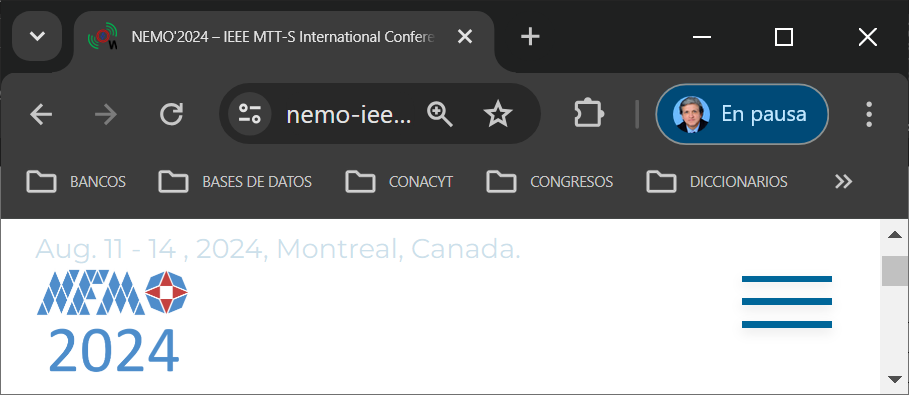 NEMO'2024 – IEEE MTT-S International Confere
nemo-iee...
En pausa
BANCOS
BASES DE DATOS
CONACYT
CONGRESOS
DICCIONARIOS
Aug. 11 - 14 , 2024, Montreal, Canada.
NEMO
2024